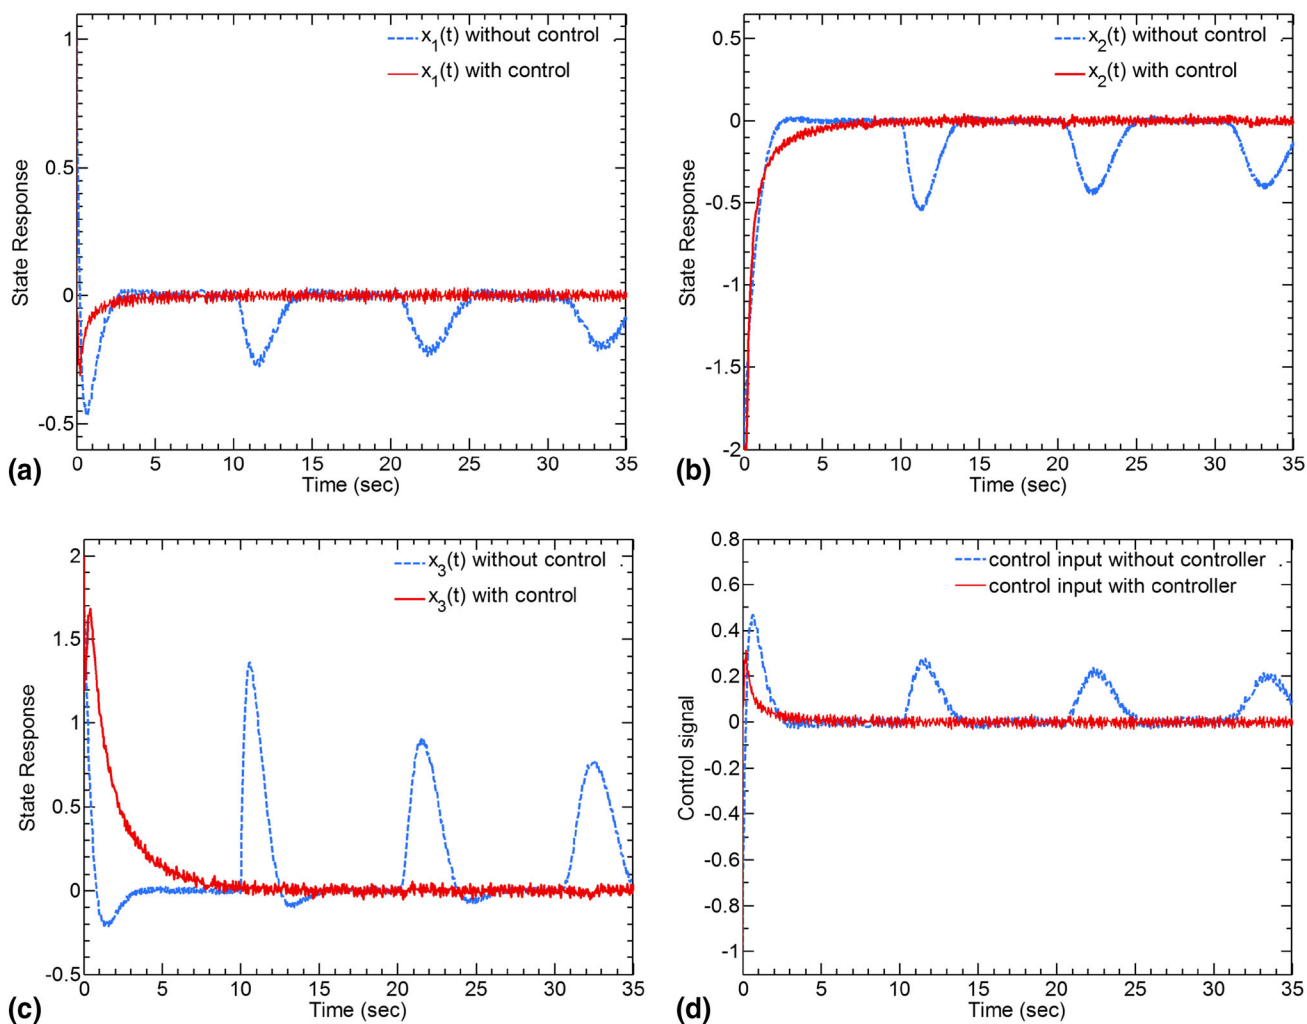 x1(t) without control
x1(t) with control
State Response
1
0.5
0
-0.5
0 5 10 15 20 25 30 35
Time (sec)
(a)
x2(t) without control
x2(t) with control
State Response
0.5
0
-0.5
-1
-1.5
-2
0 5 10 15 20 25 30 35
Time (sec)
(b)
x3(t) without control
x3(t) with control
State Response
2
1.5
1
0.5
0
-0.5
0 5 10 15 20 25 30 35
Time (sec)
(c)
control input without controller
control input with controller
Control signal
0.8
0.6
0.4
0.2
0
-0.2
-0.4
-0.6
-0.8
-1
0 5 10 15 20 25 30 35
Time (sec)
(d)